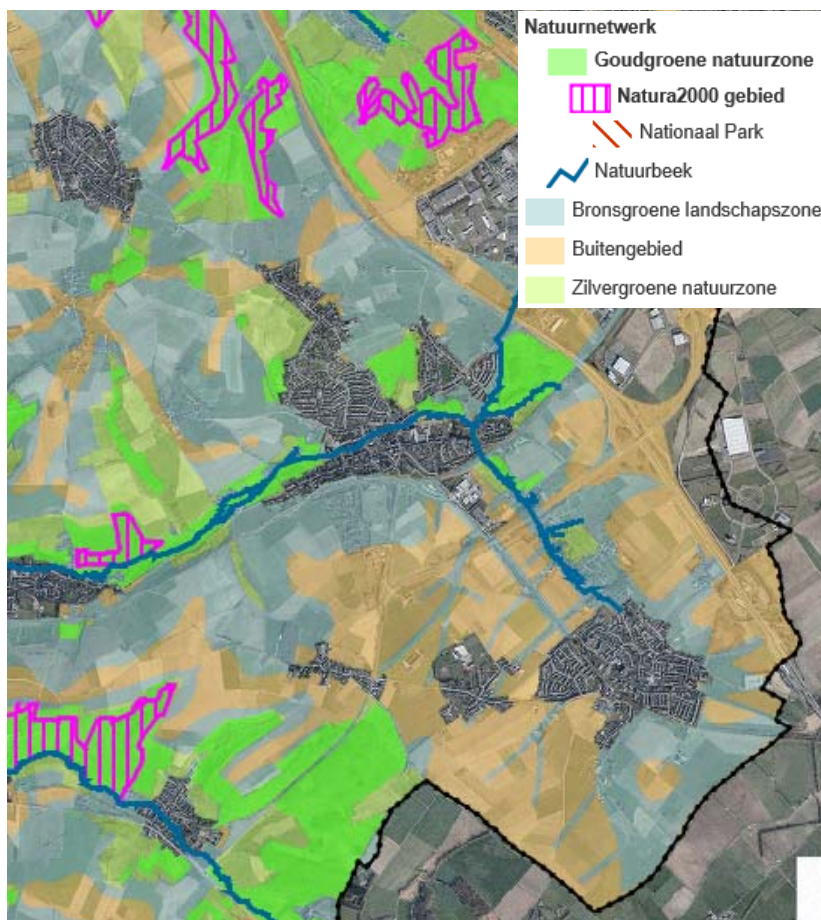 Natuurnetwerk
Goudgroene natuurzone
Natura2000 gebied
Nationaal Park
Natuurbeek
Bronsgroene landschapszone
Buitengebied
Zilvergroene natuurzone